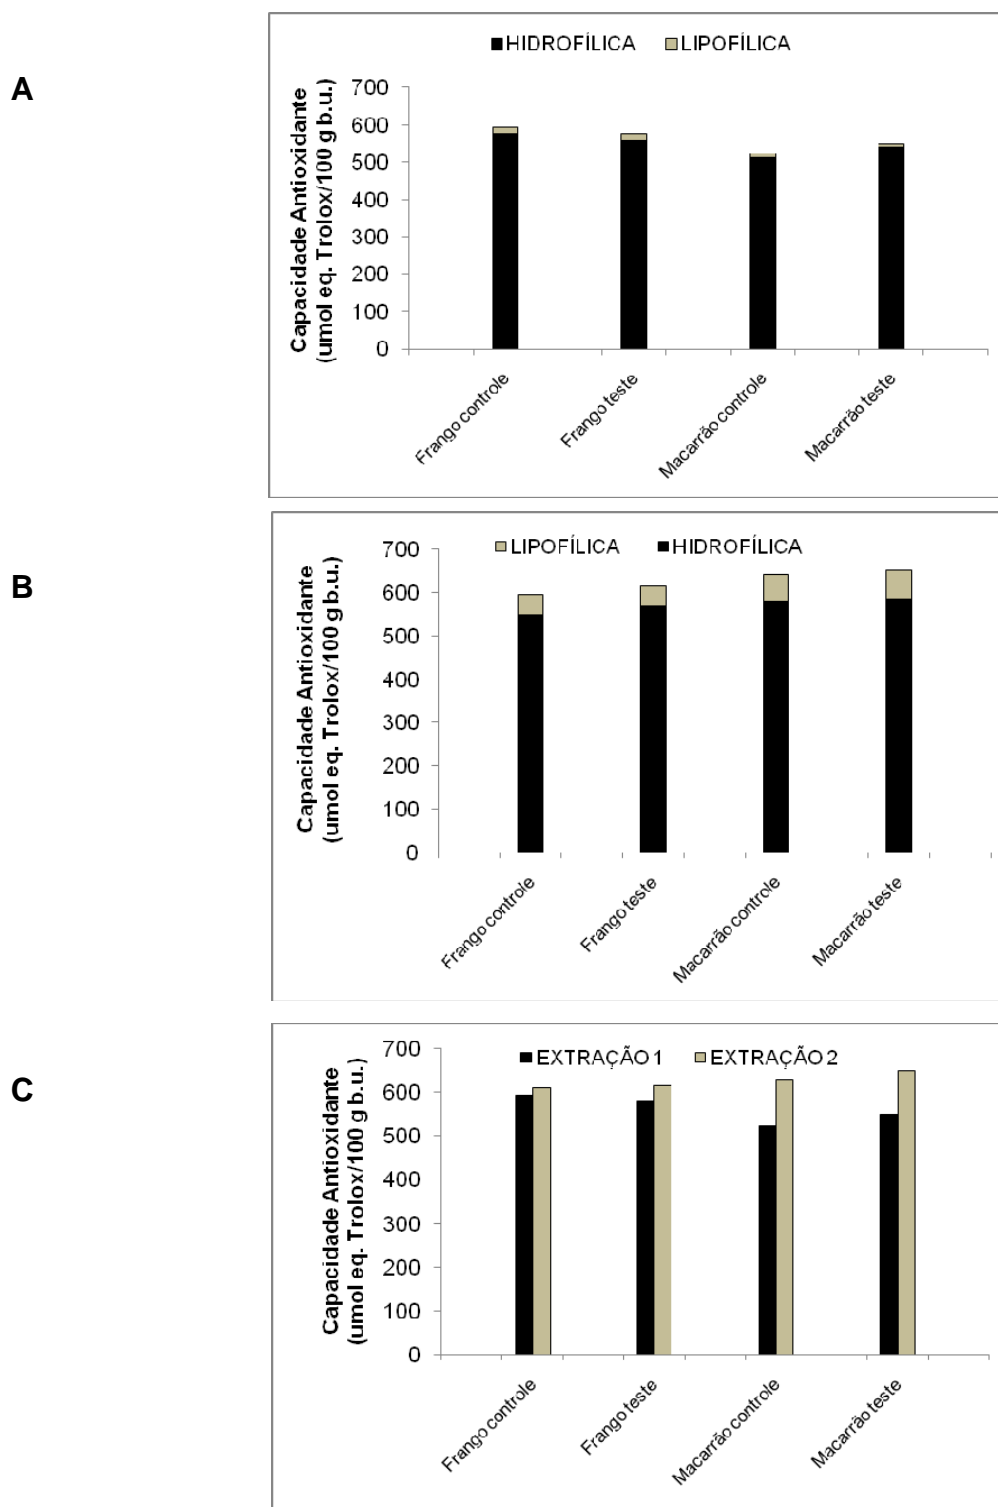 A
HIDROFÍLICA LIPOFÍLICA
Capacidade Antioxidante
(umol eq. Trolox/100 g b.u.)
700
600
500
400
300
200
100
0
Frango controle
Frango teste
Macarrão controle
Macarrão teste
B
LIPOFÍLICA HIDROFÍLICA
Capacidade Antioxidante
(umol eq. Trolox/100 g b.u.)
700
600
500
400
300
200
100
0
Frango controle
Frango teste
Macarrão controle
Macarrão teste
C
EXTRAÇÃO 1 EXTRAÇÃO 2
Capacidade Antioxidante
(umol eq. Trolox/100 g b.u.)
700
600
500
400
300
200
100
0
Frango controle
Frango teste
Macarrão controle
Macarrão teste